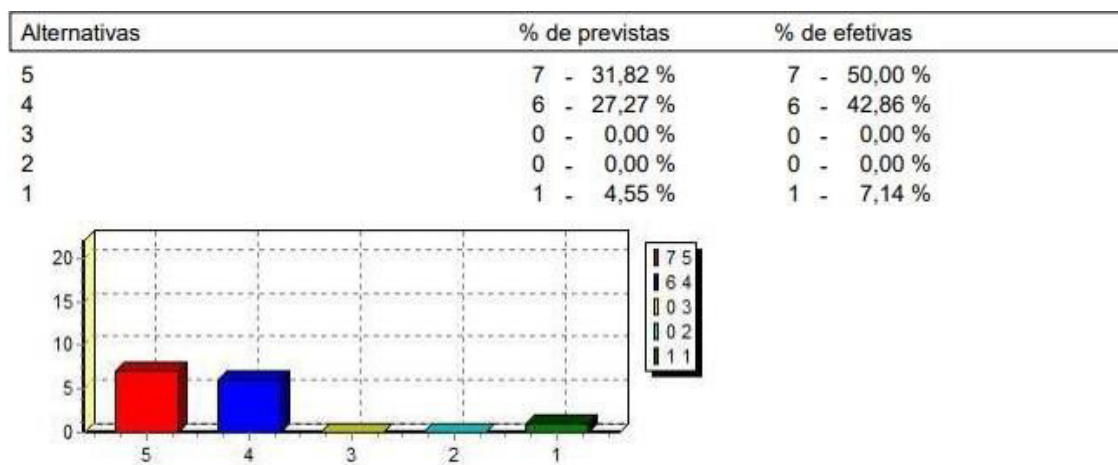 Alternativas % de previstas % de efetivas
5 7 - 31,82 % 7 - 50,00 %
4 6 - 27,27 % 6 - 42,86 %
3 0 - 0,00 % 0 - 0,00 %
2 0 - 0,00 % 0 - 0,00 %
1 1 - 4,55 % 1 - 7,14 %
20
15
10
5
0
5 4 3 2 1
7 5
6 4
0 3
0 2
1 1